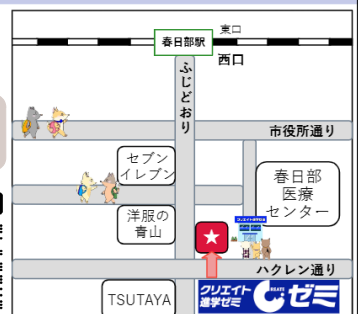 東口
春日部駅
西口
ふじどおり
市役所通り
セブン
イレブン
春日部
医療
センター
洋服の
青山
ハクレン通り
TSUTAYA
クリエイト
進学ゼミ
CREATE
ゼミ